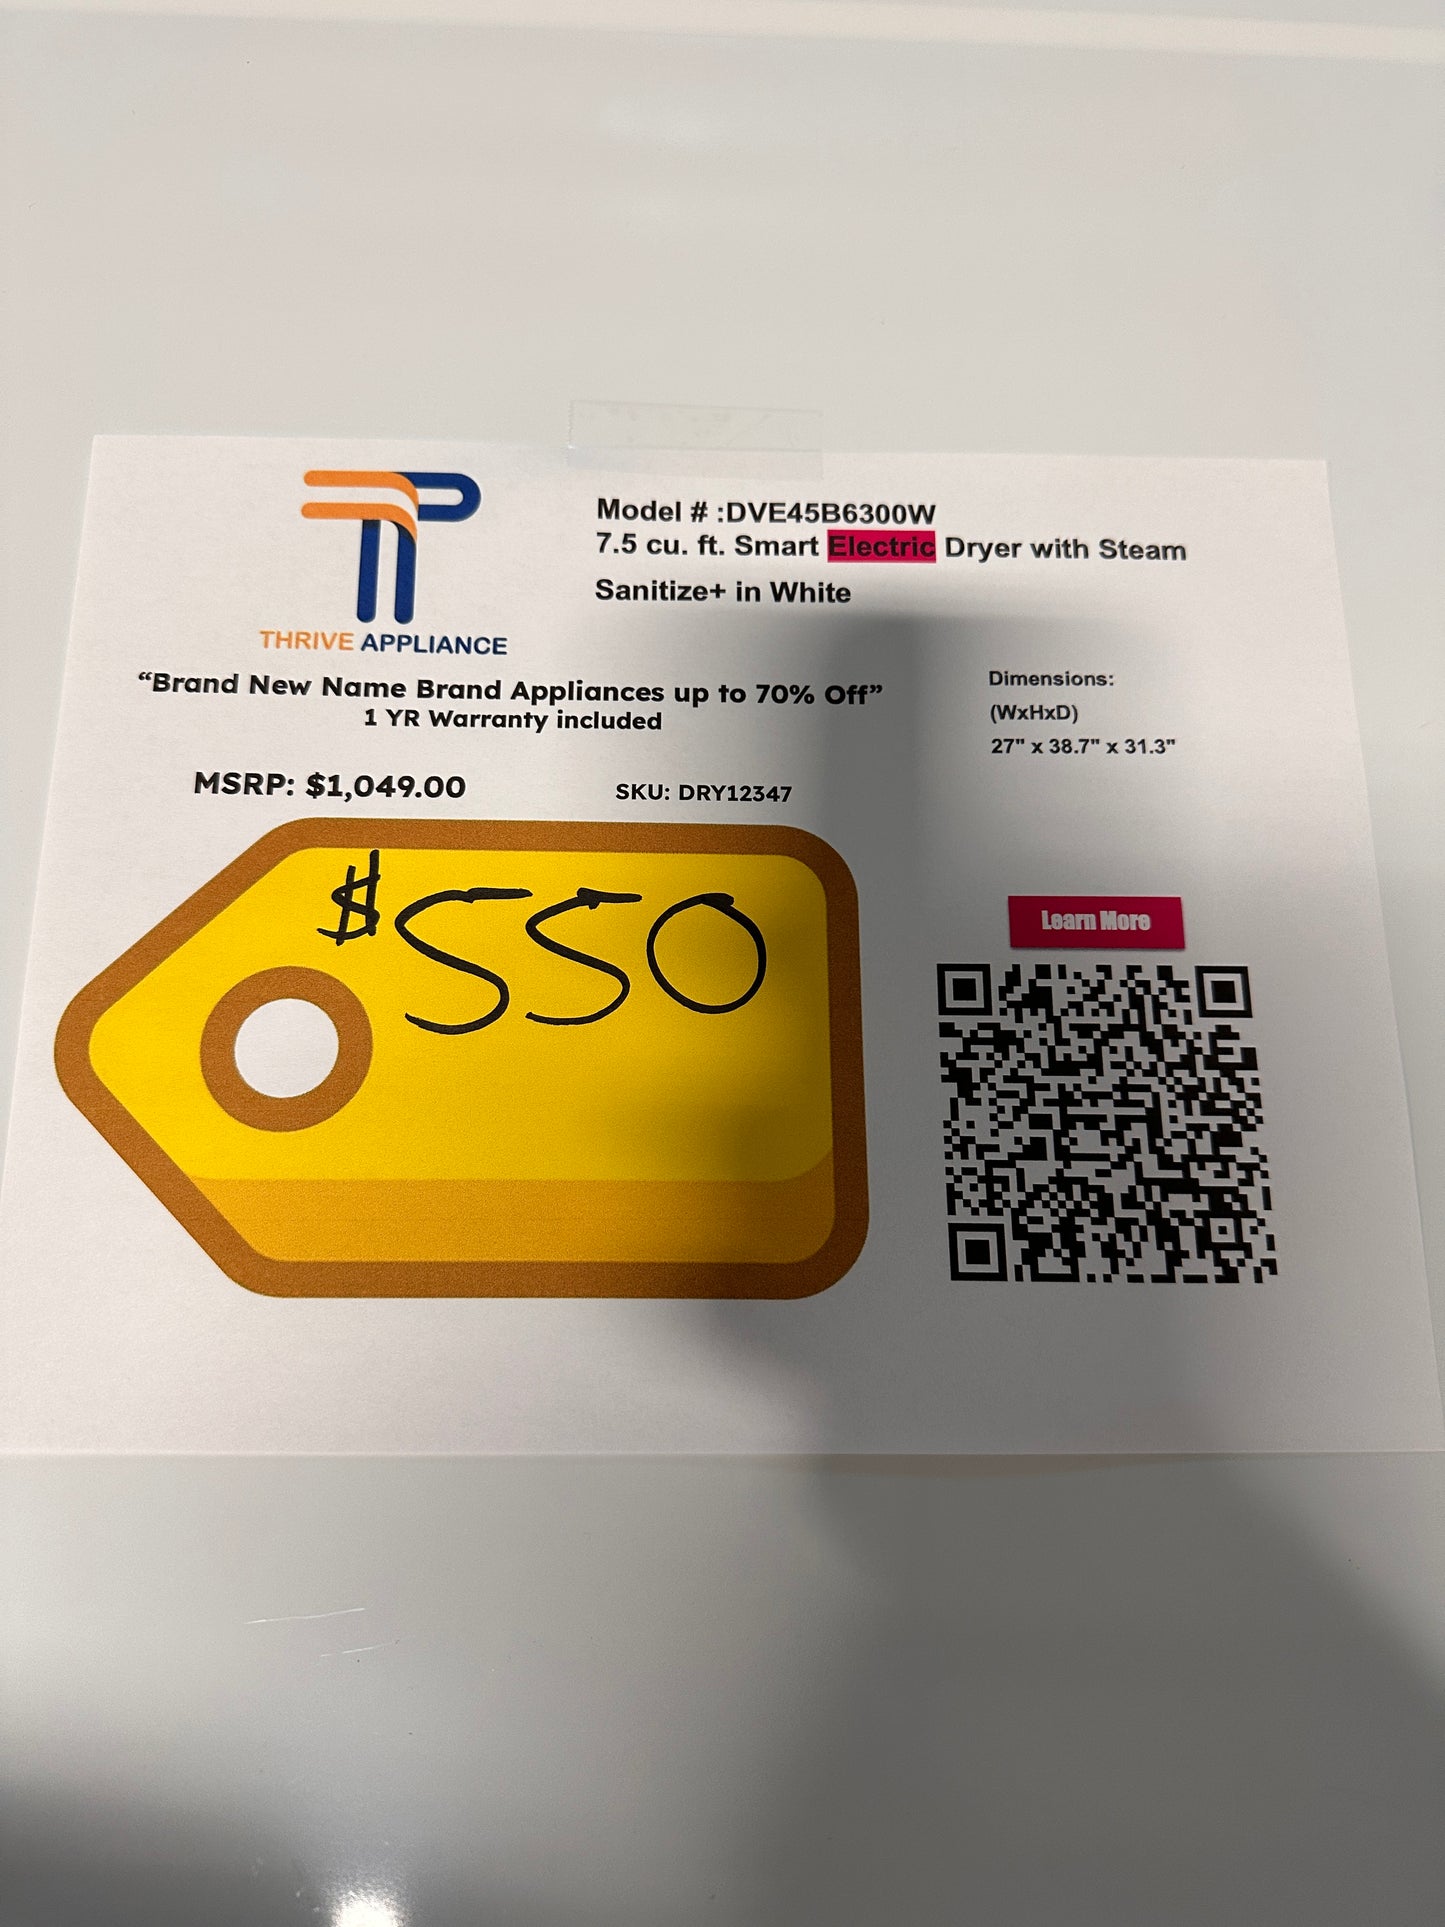 THRIVE APPLIANCE
Model # :DVE45B6300W
7.5 cu. ft. Smart Electric Dryer with Steam
Sanitize+ in White
“Brand New Name Brand Appliances up to 70% Off”
1 YR Warranty included
Dimensions:
(WxHxD)
27" x 38.7" x 31.3"
MSRP: $1,049.00
SKU: DRY12347
$550
Learn More